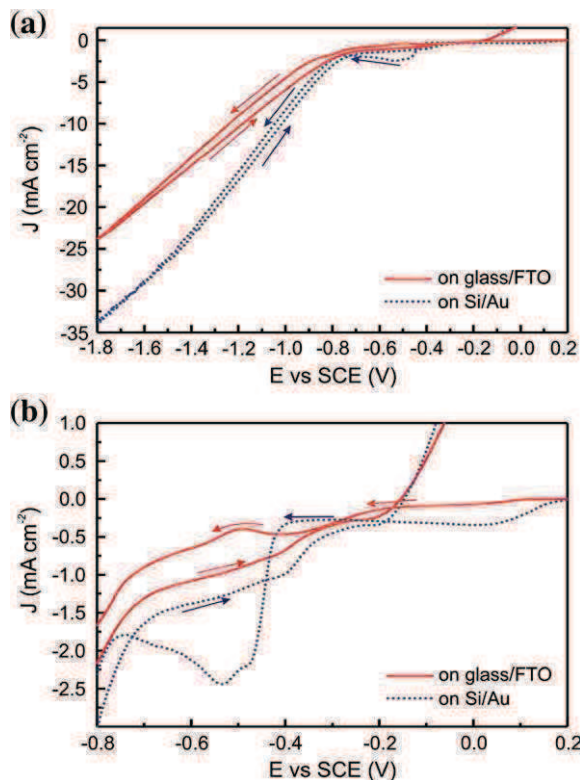 (a)
0
-5
-10
-15
-20
-25
-30
-35
J (mA cm-2)
on glass/FTO
on Si/Au
-1.8 -1.6 -1.4 -1.2 -1.0 -0.8 -0.6 -0.4 -0.2 0.0 0.2
E vs SCE (V)
(b)
1.0
0.5
0.0
-0.5
-1.0
-1.5
-2.0
-2.5
J (mA cm-2)
on glass/FTO
on Si/Au
-0.8 -0.6 -0.4 -0.2 0.0 0.2
E vs SCE (V)